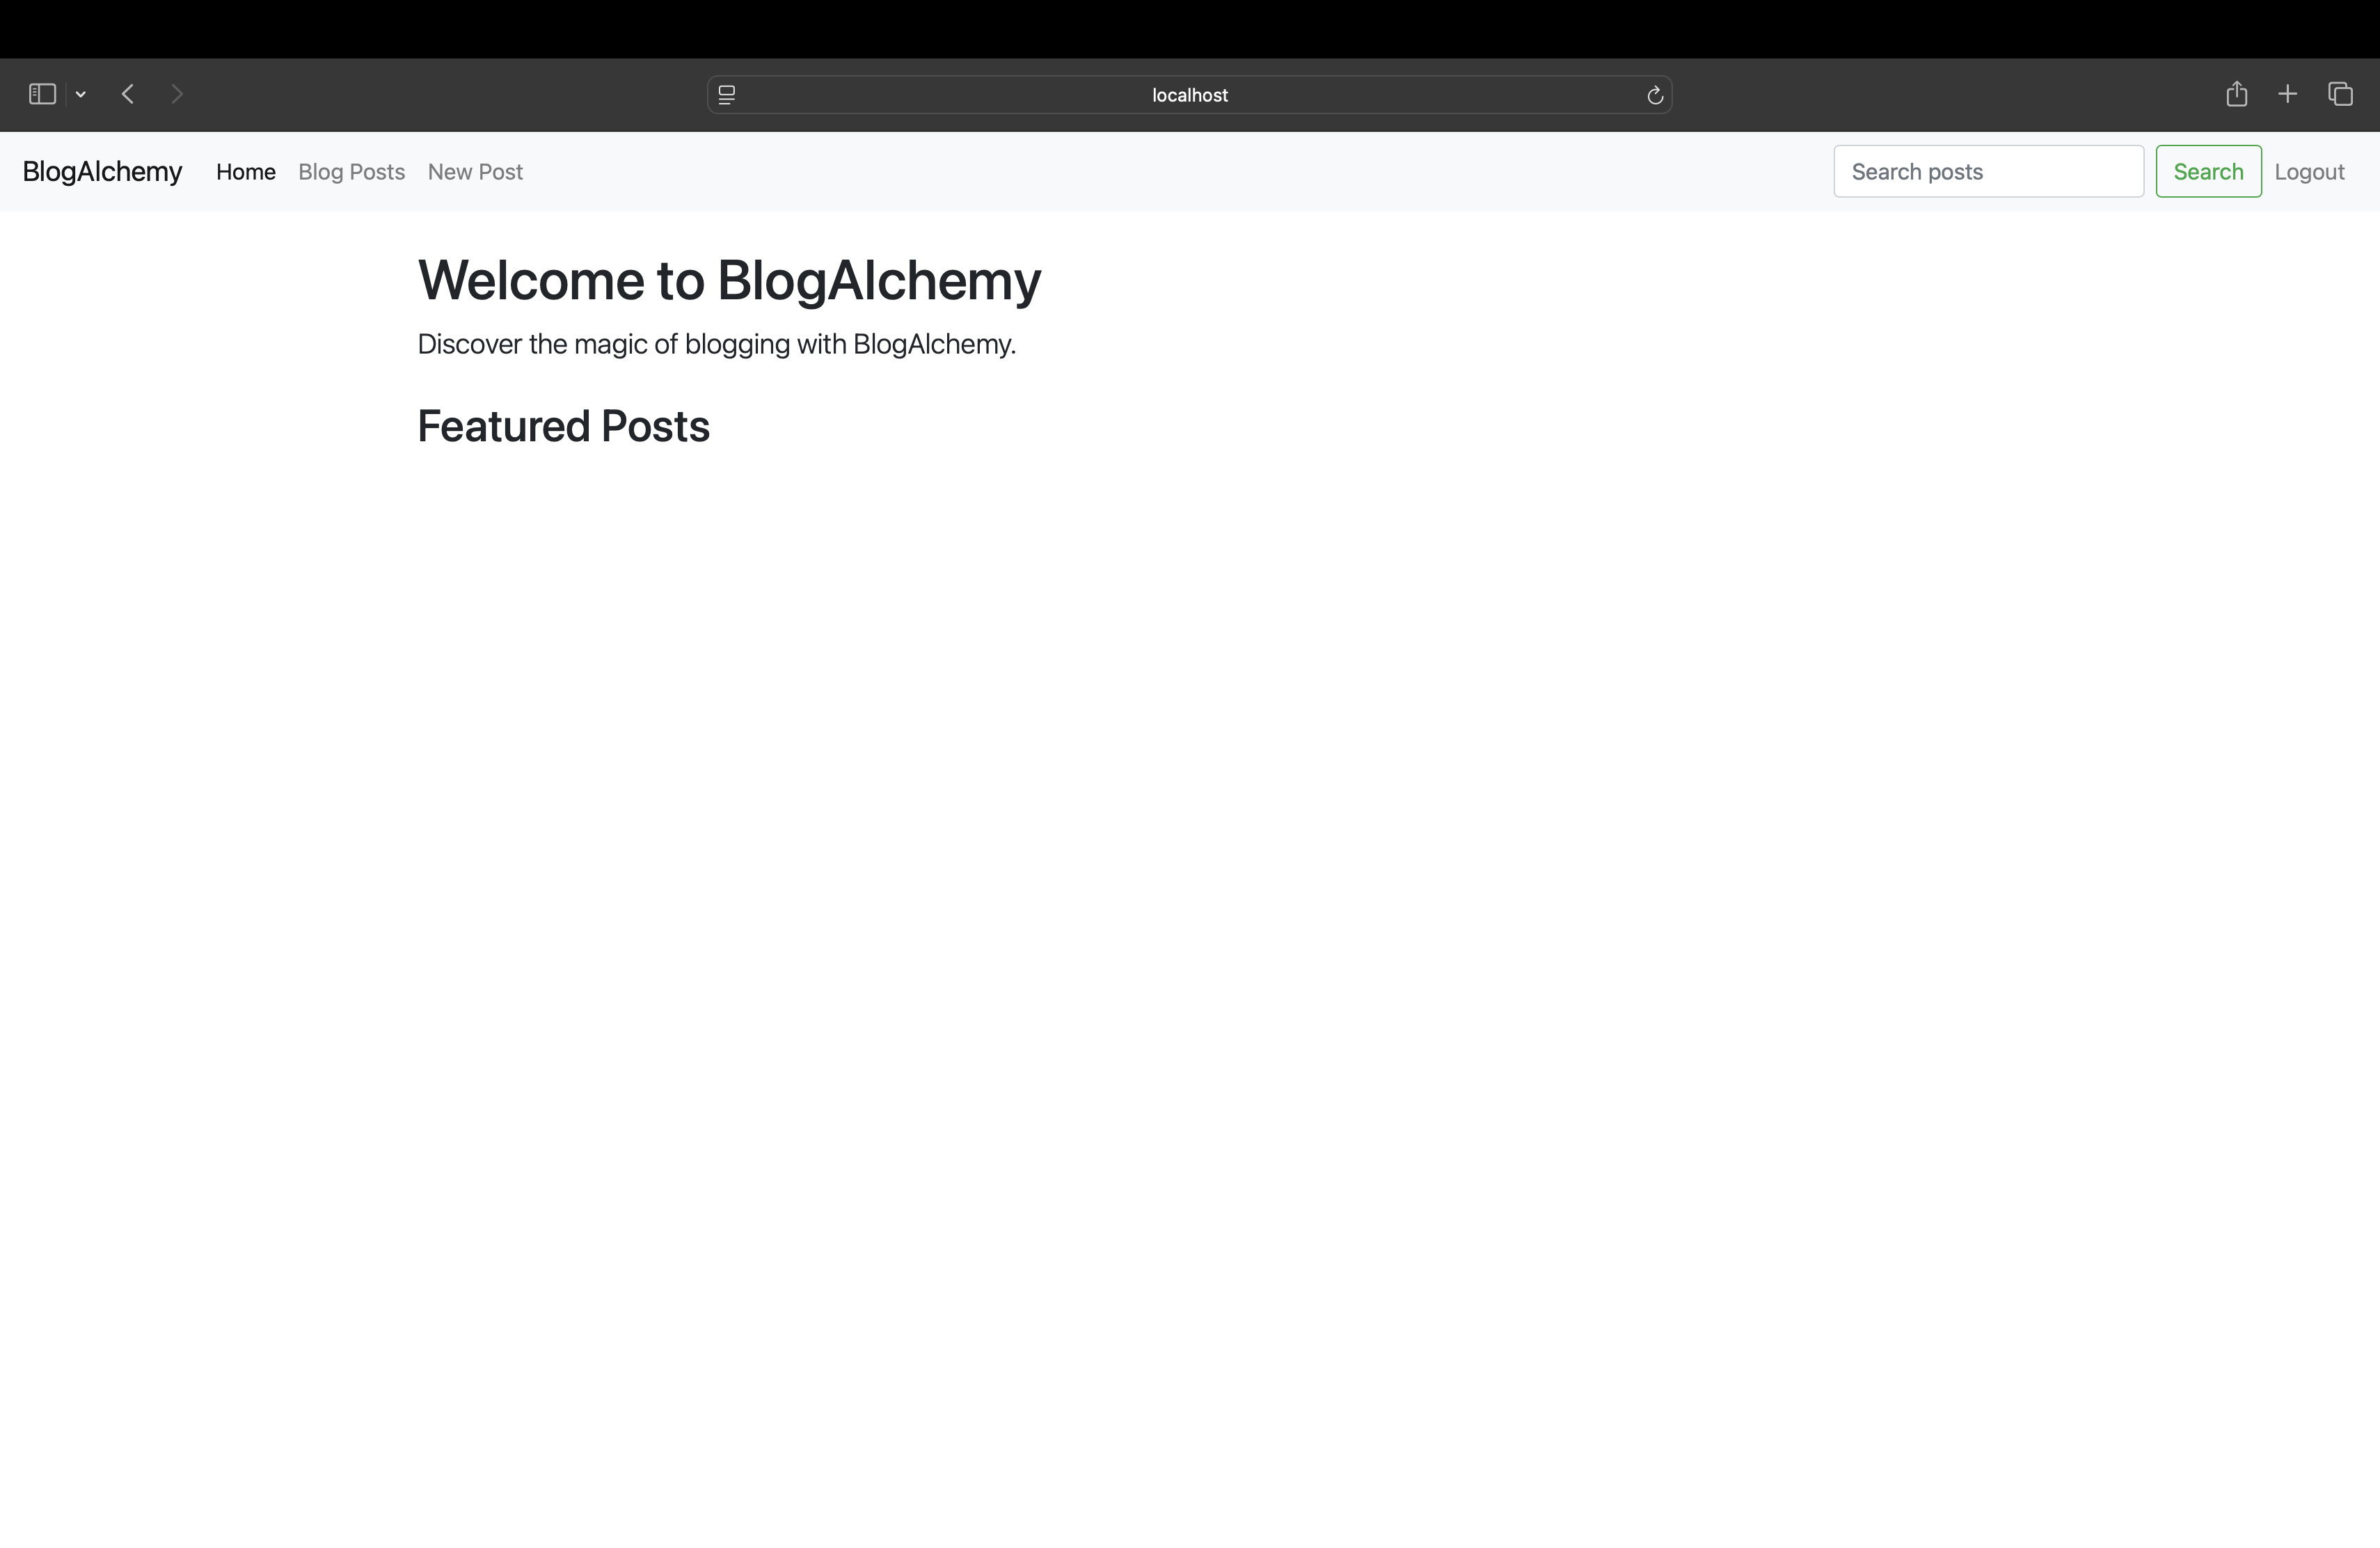 localhost
BlogAlchemy Home Blog Posts New Post Search posts Search Logout
Welcome to BlogAlchemy
Discover the magic of blogging with BlogAlchemy.
Featured Posts